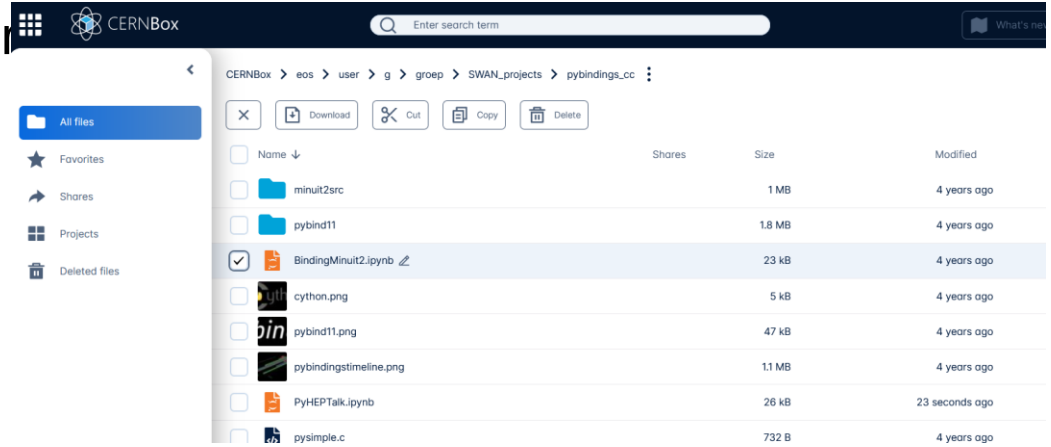 CERNBox
Enter search term
What's new
CERNBox > eos > user > g > groep > SWAN_projects > pybindings_cc
Download Cut Copy Delete
All files
Favorites
Shares
Projects
Deleted files
Name Shares Size Modified
minuit2src 1 MB 4 years ago
pybind11 1.8 MB 4 years ago
BindingMinuit2.ipynb 23 kB 4 years ago
cython.png 5 kB 4 years ago
pybind11.png 47 kB 4 years ago
pybindingstimeline.png 1.1 MB 4 years ago
PyHEPTalk.ipynb 26 kB 23 seconds ago
pysimple.c 732 B 4 years ago